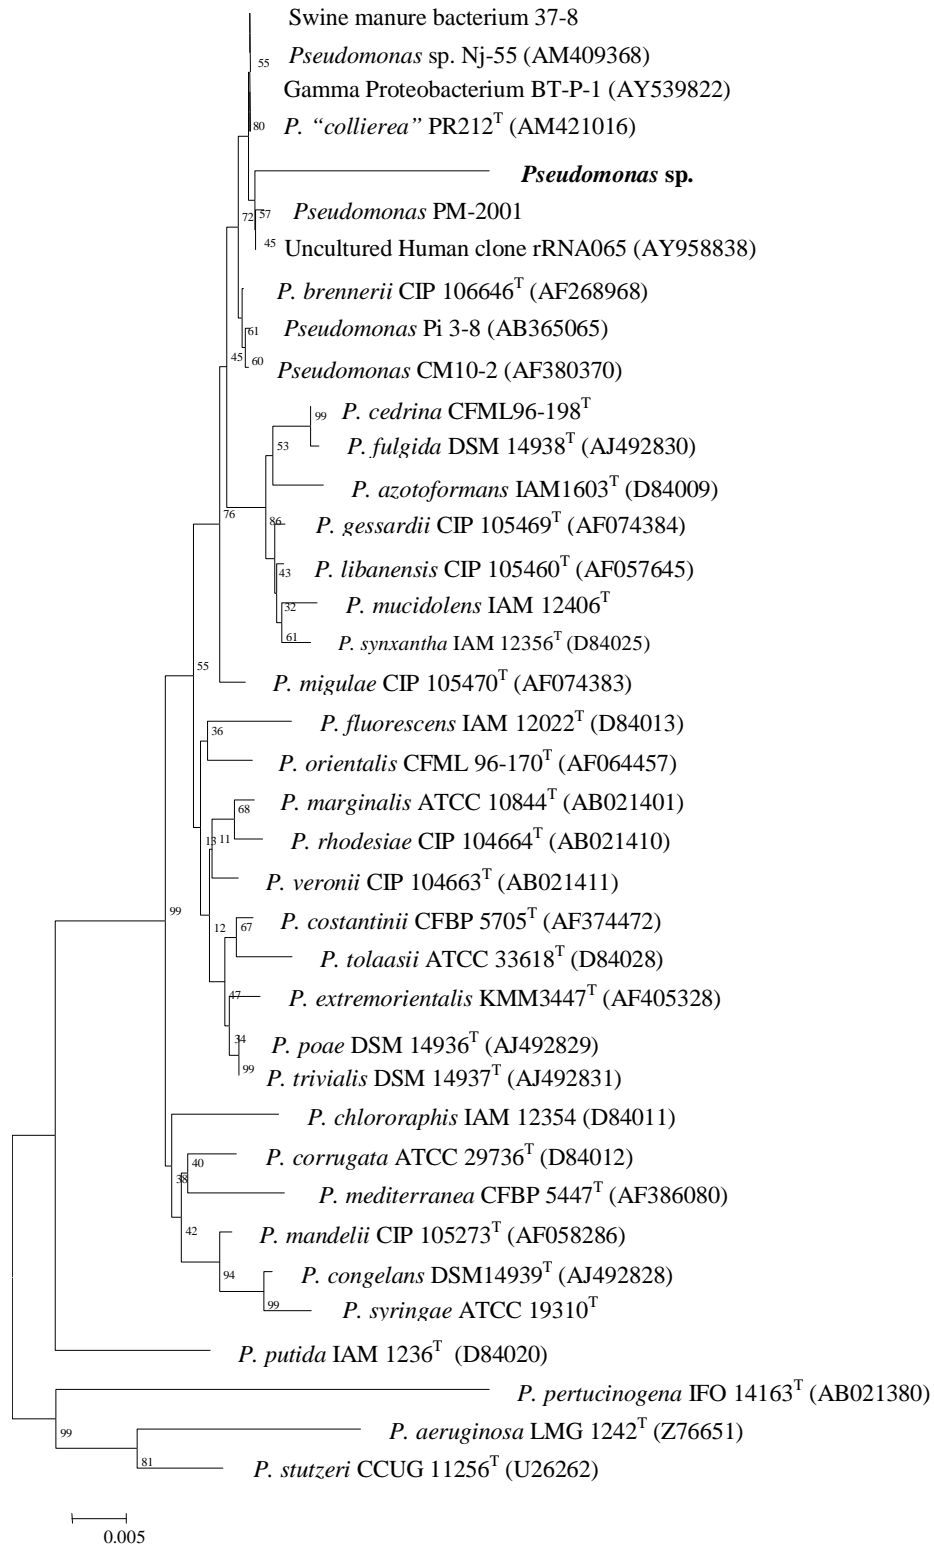 Swine manure bacterium 37-8
55
Pseudomonas sp. Nj-55 (AM409368)
Gamma Proteobacterium BT-P-1 (AY539822)
80
P. “collierea” PR212T (AM421016)
Pseudomonas sp.
72
57
Pseudomonas PM-2001
45
Uncultured Human clone rRNA065 (AY958838)
P. brennerii CIP 106646T (AF268968)
61
Pseudomonas Pi 3-8 (AB365065)
45
60
Pseudomonas CM10-2 (AF380370)
99
P. cedrina CFML96-198T
53
P. fulgida DSM 14938T (AJ492830)
P. azotoformans IAM1603T (D84009)
76
86
P. gessardii CIP 105469T (AF074384)
43
P. libanensis CIP 105460T (AF057645)
32
P. mucidolens IAM 12406T
61
P. synxantha IAM 12356T (D84025)
55
P. migulae CIP 105470T (AF074383)
36
P. fluorescens IAM 12022T (D84013)
P. orientalis CFML 96-170T (AF064457)
68
P. marginalis ATCC 10844T (AB021401)
13
11
P. rhodesiae CIP 104664T (AB021410)
P. veronii CIP 104663T (AB021411)
99
12
67
P. costantinii CFBP 5705T (AF374472)
P. tolaasii ATCC 33618T (D84028)
47
P. extremorientalis KMM3447T (AF405328)
34
P. poae DSM 14936T (AJ492829)
99
P. trivialis DSM 14937T (AJ492831)
P. chlororaphis IAM 12354 (D84011)
40
P. corrugata ATCC 29736T (D84012)
38
P. mediterranea CFBP 5447T (AF386080)
42
P. mandelii CIP 105273T (AF058286)
94
P. congelans DSM14939T (AJ492828)
99
P. syringae ATCC 19310T
P. putida IAM 1236T (D84020)
P. pertucinogena IFO 14163T (AB021380)
99
P. aeruginosa LMG 1242T (Z76651)
81
P. stutzeri CCUG 11256T (U26262)
0.005